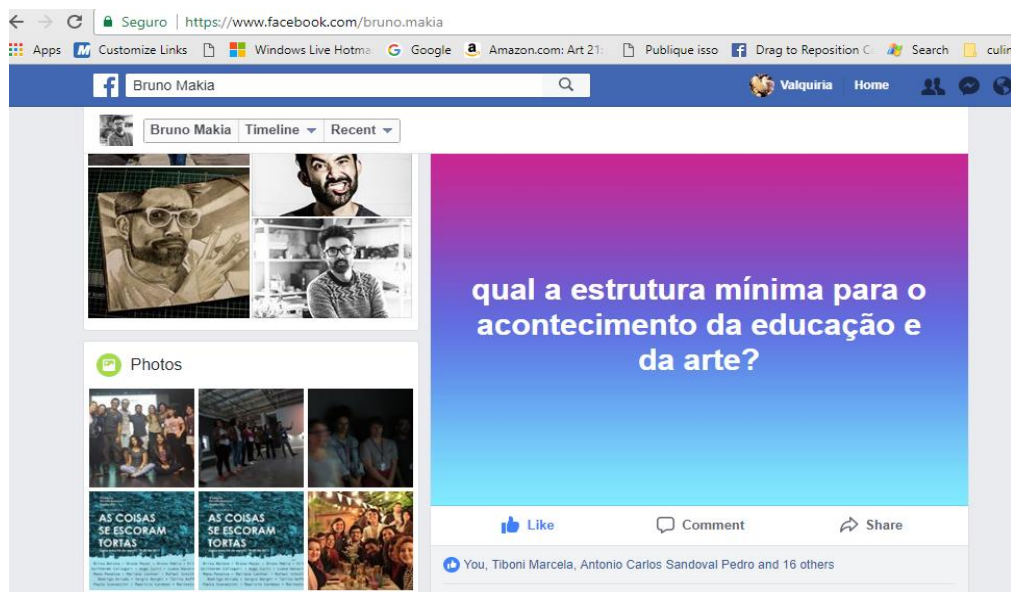 Seguro | https://www.facebook.com/bruno.makia
Apps Customize Links Windows Live Hotma Google Amazon.com: Art 21: Publique isso Drag to Reposition C Search culin
Bruno Makia Valquiria Home
Bruno Makia Timeline Recent
qual a estrutura mínima para o
acontecimento da educação e
da arte?
Photos
AS COISAS
SE ESCORAM
TORTAS
AS COISAS
SE ESCORAM
TORTAS
Like Comment Share
You, Tiboni Marcela, Antonio Carlos Sandoval Pedro and 16 others